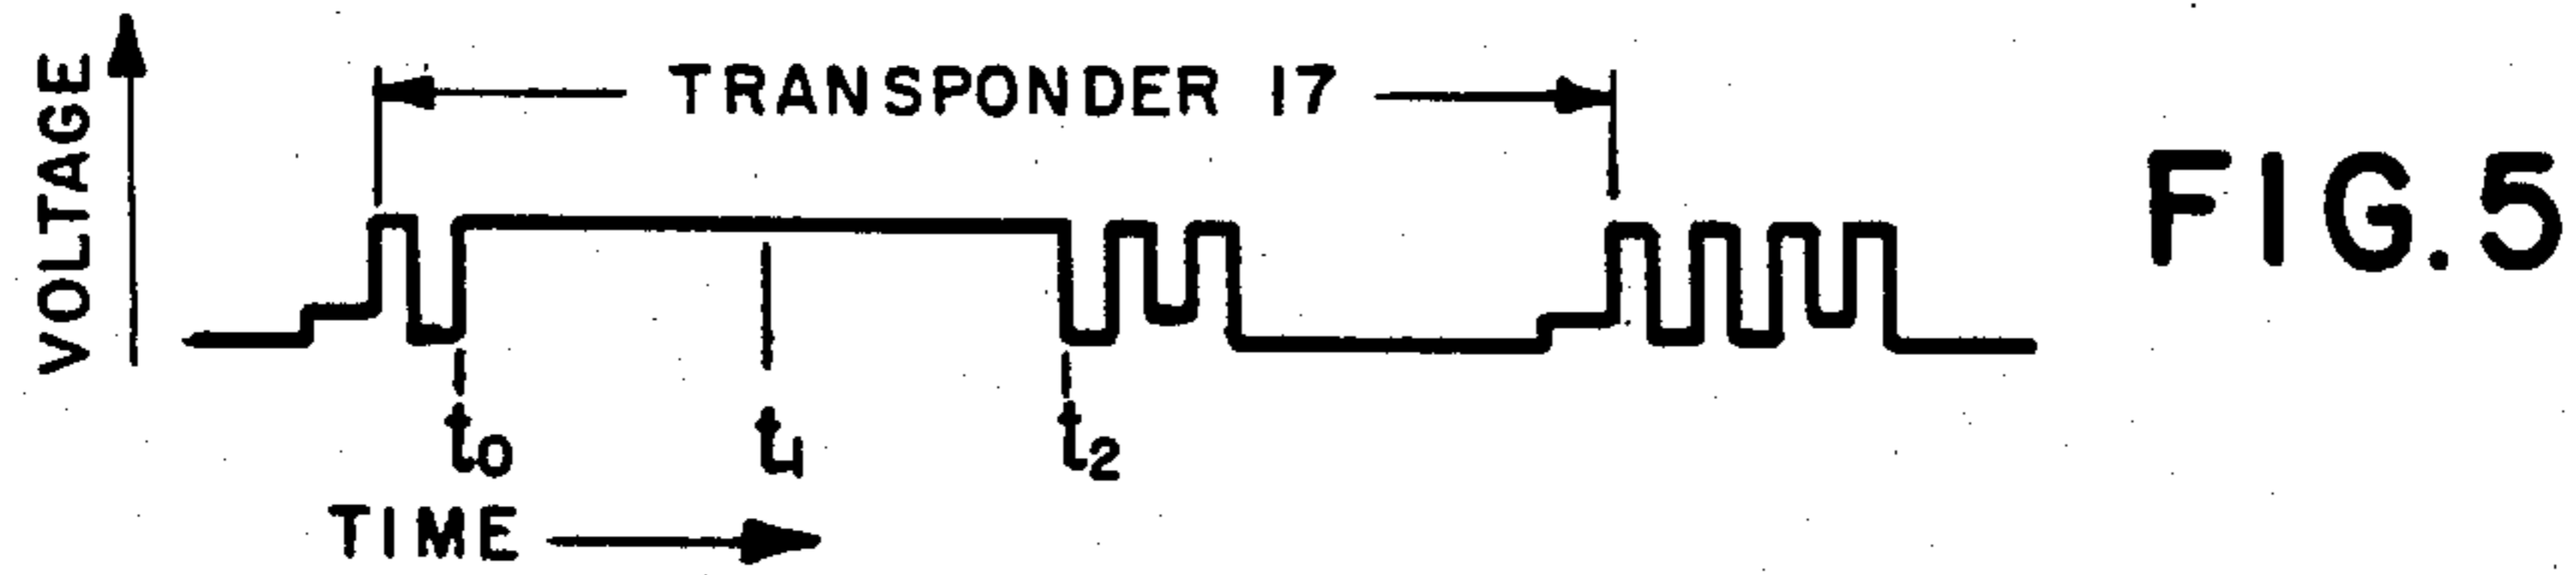 VOLTAGE
TRANSPONDER 17
FIG.5
t0
t1
t2
TIME